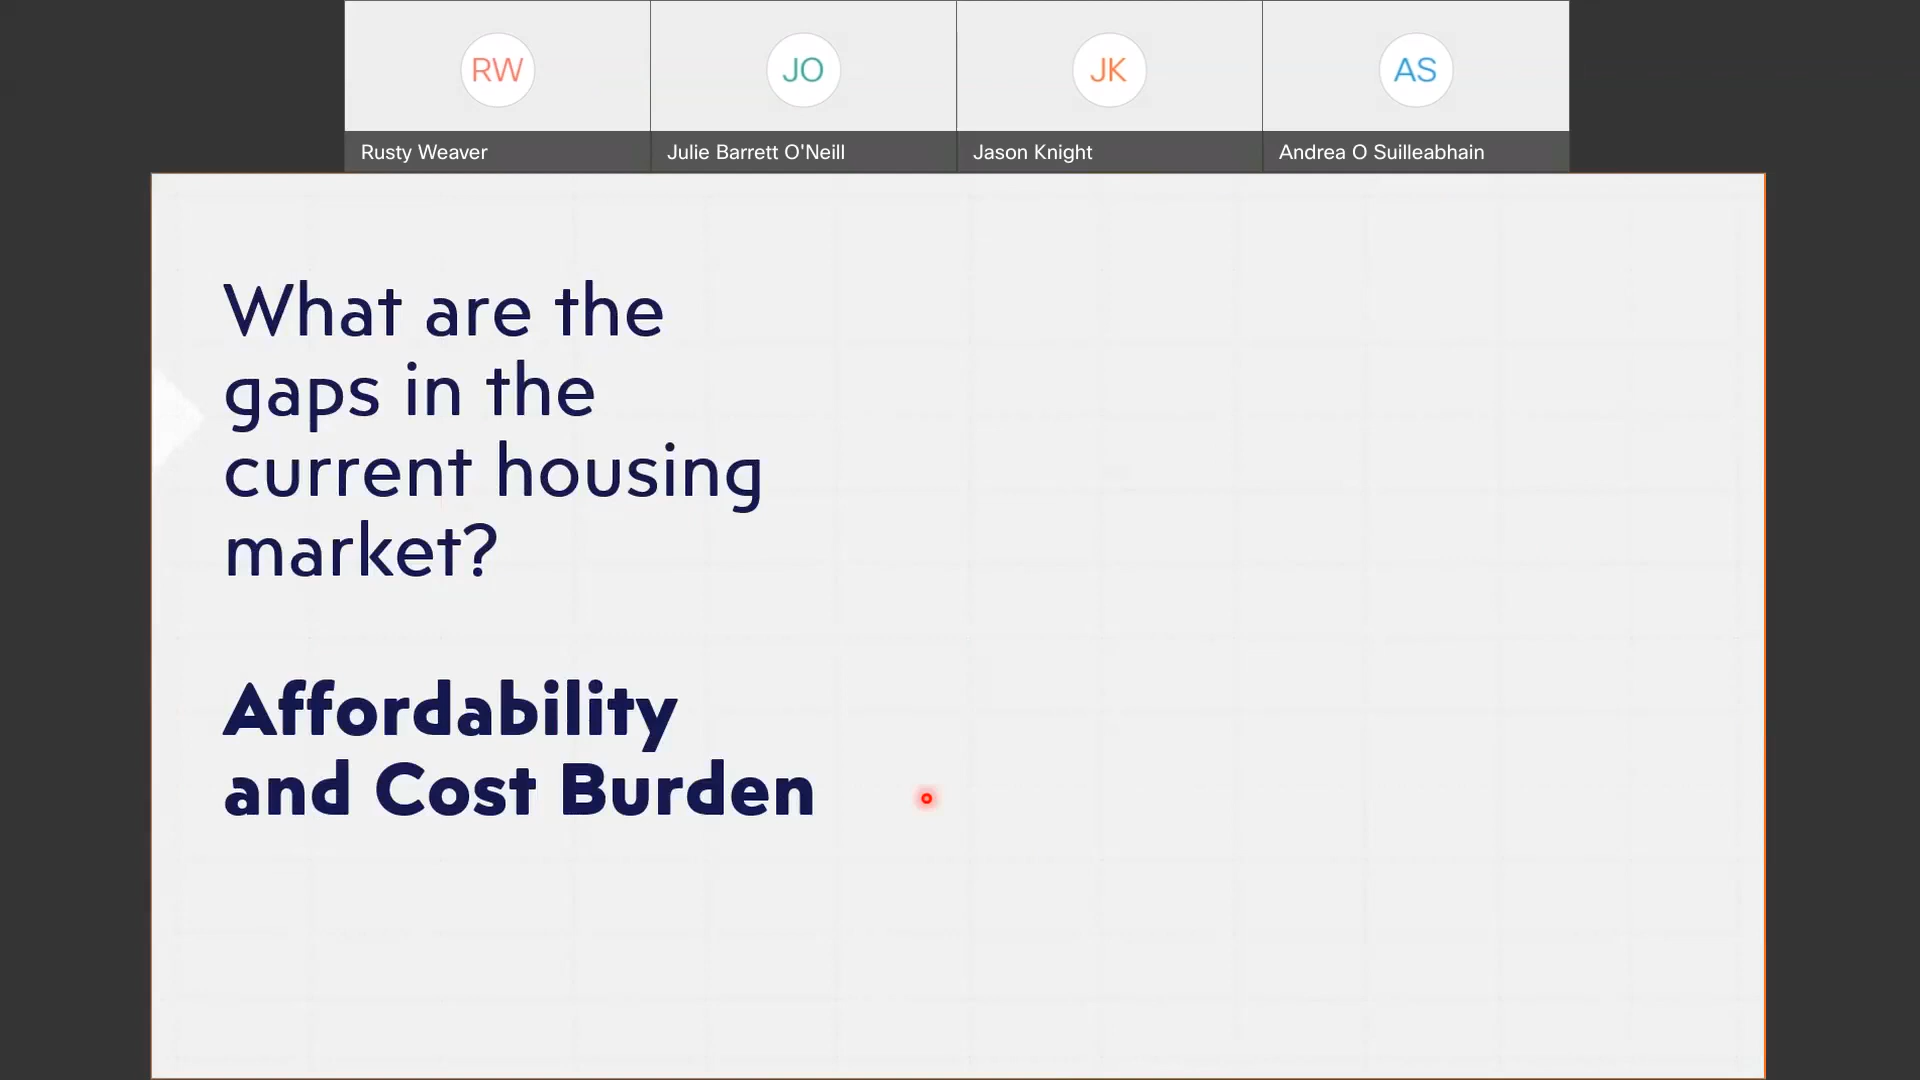 RW
JO
JK
AS
Rusty Weaver
Julie Barrett O'Neill
Jason Knight
Andrea O Suilleabhain
What are the
gaps in the
current housing
market?
Affordability
and Cost Burden